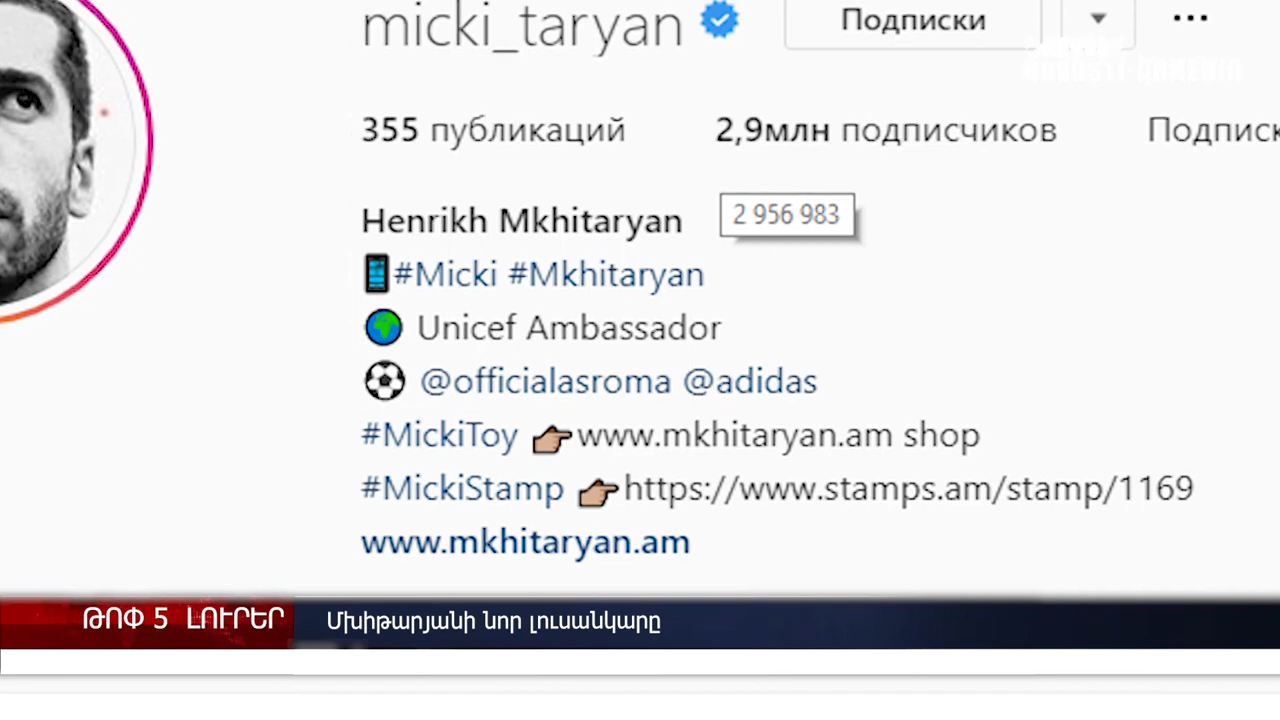 micki_taryan Подписки
355 публикаций 2,9млн подписчиков Подписк
Henrikh Mkhitaryan 2 956 983
#Micki #Mkhitaryan
Unicef Ambassador
@officialasroma @adidas
#MickiToy www.mkhitaryan.am shop
#MickiStamp https://www.stamps.am/stamp/1169
www.mkhitaryan.am
ԹՈՓ 5 ԼՈՒՐԵՐ Մխիթարյանի նոր լուսանկարը